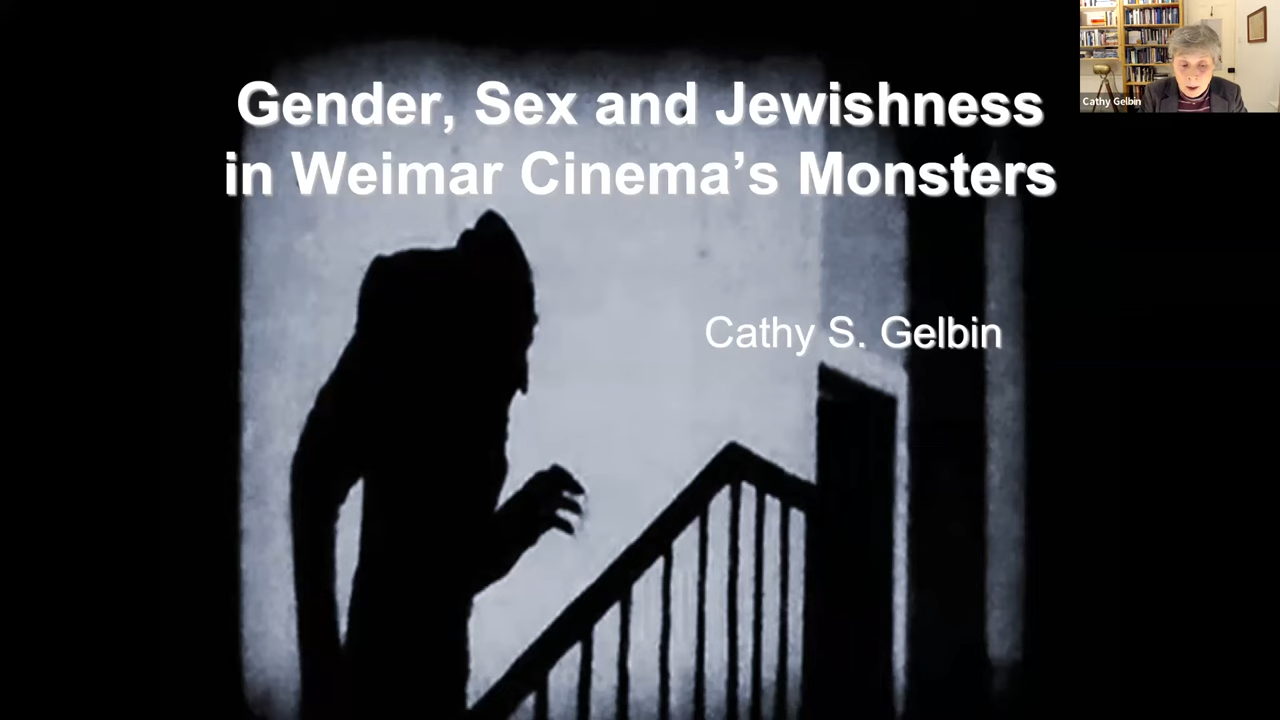 Gender, Sex and Jewishness
in Weimar Cinema’s Monsters
Cathy S. Gelbin
Cathy Gelbin